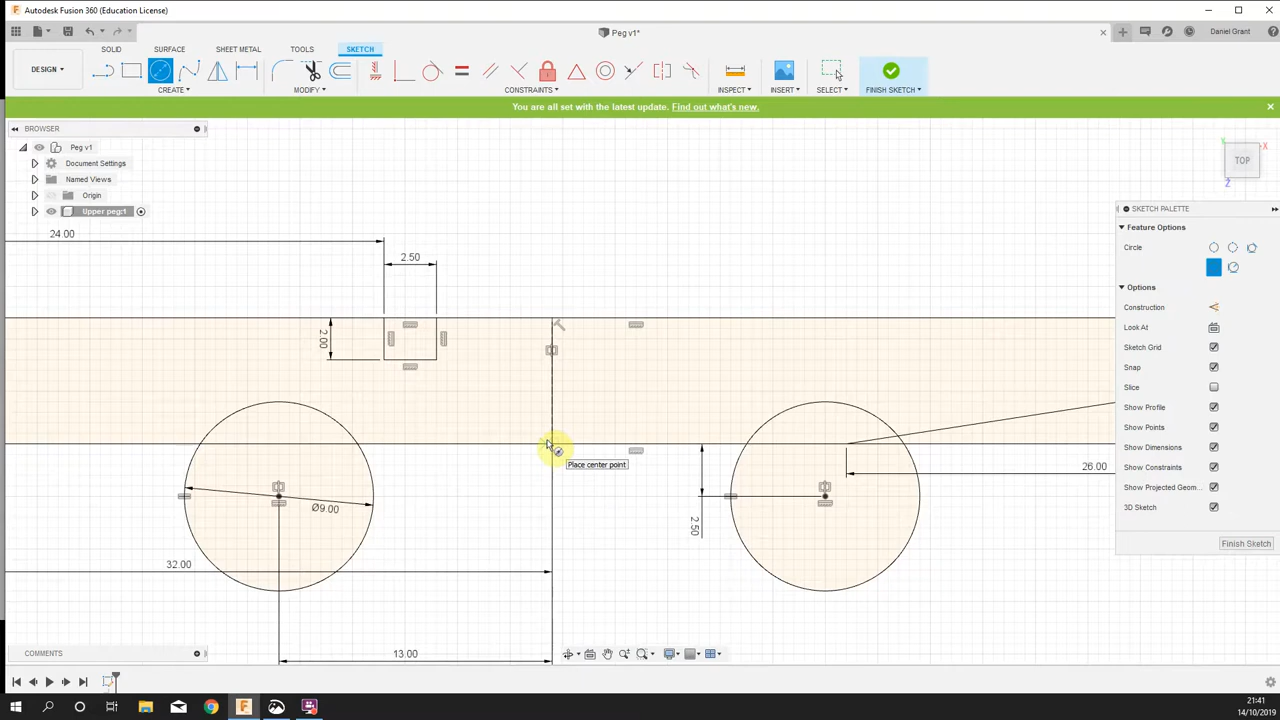 Autodesk Fusion 360 (Education License)
Peg v1*
Daniel Grant
SOLID
SURFACE
SHEET METAL
TOOLS
SKETCH
DESIGN
CREATE
MODIFY
CONSTRAINTS
INSPECT
INSERT
SELECT
FINISH SKETCH
You are all set with the latest update. Find out what's new.
BROWSER
Peg v1
Document Settings
Named Views
Origin
Upper peg:1
TOP
X
Y
Z
SKETCH PALETTE
Feature Options
Circle
Options
Construction
Look At
Sketch Grid
Snap
Slice
Show Profile
Show Points
Show Dimensions
Show Constraints
Show Projected Geom...
3D Sketch
Finish Sketch
24.00
2.50
2.00
Place center point
26.00
Ø9.00
2.50
32.00
13.00
COMMENTS
21:41
14/10/2019